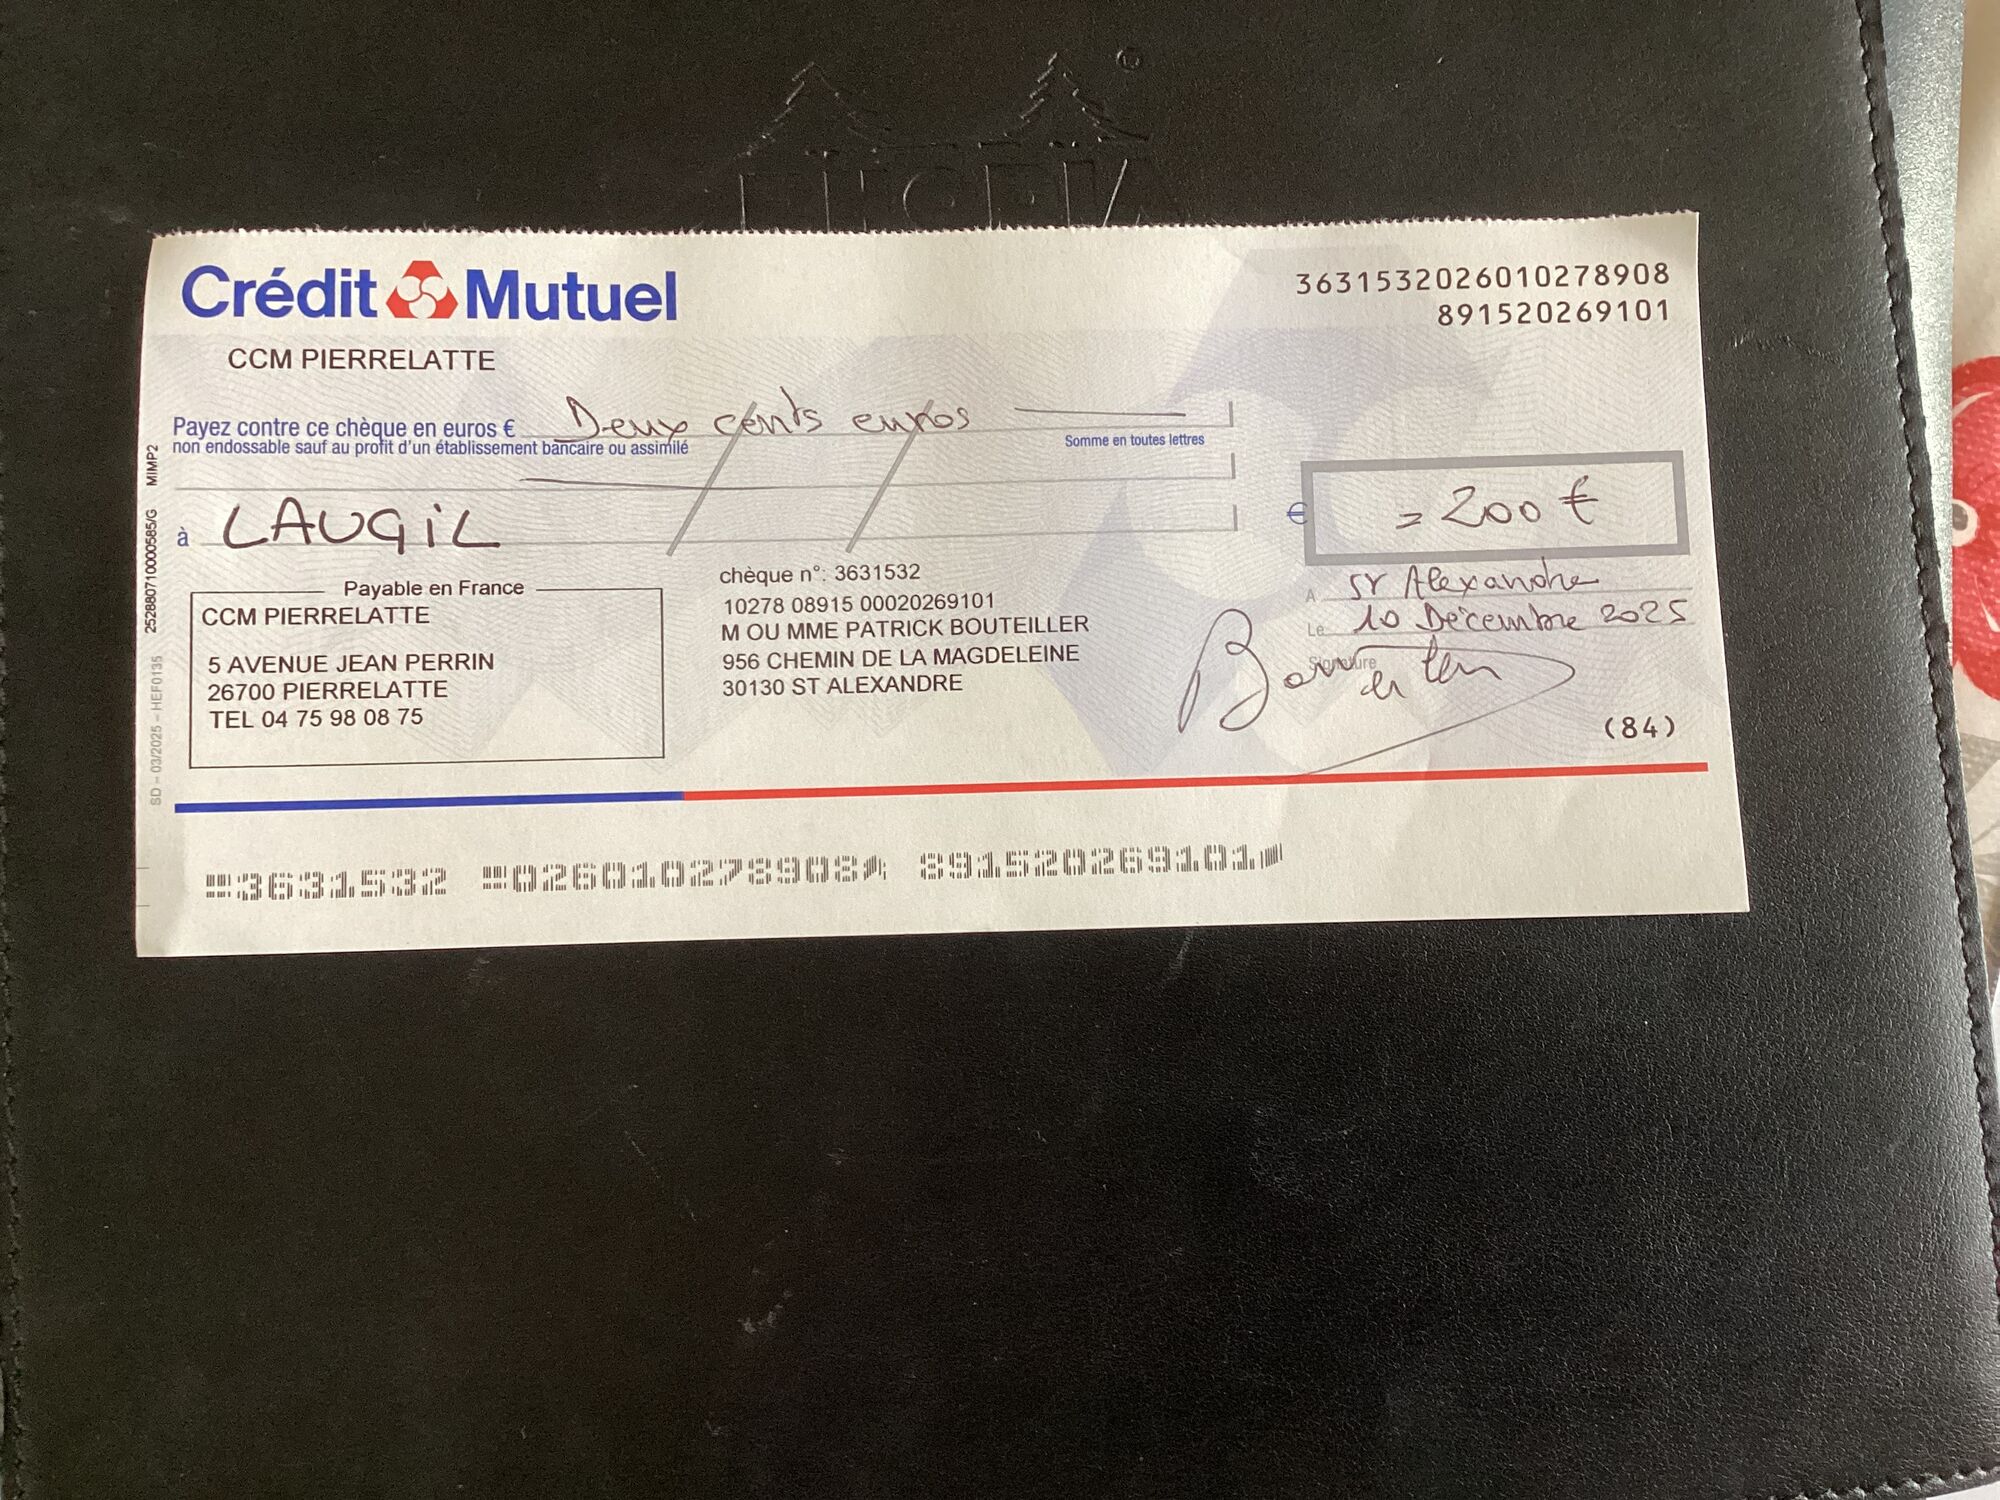 Crédit Mutuel
3631532026010278908
891520269101
CCM PIERRELATTE
Payez contre ce chèque en euros € Deux cents euros
non endossable sauf au profit d'un établissement bancaire ou assimilé
Somme en toutes lettres
à LAUGIL
€ = 200 €
Payable en France
CCM PIERRELATTE
5 AVENUE JEAN PERRIN
26700 PIERRELATTE
TEL 04 75 98 08 75
chèque n°: 3631532
10278 08915 00020269101
M OU MME PATRICK BOUTEILLER
956 CHEMIN DE LA MAGDELEINE
30130 ST ALEXANDRE
A St Alexandre
Le 10 Décembre 2025
Signature
Bouteiller
(84)
MIMP2
25288071000585/G
SD – 03/2025 – HEF0135
3631532 026010278908 891520269101